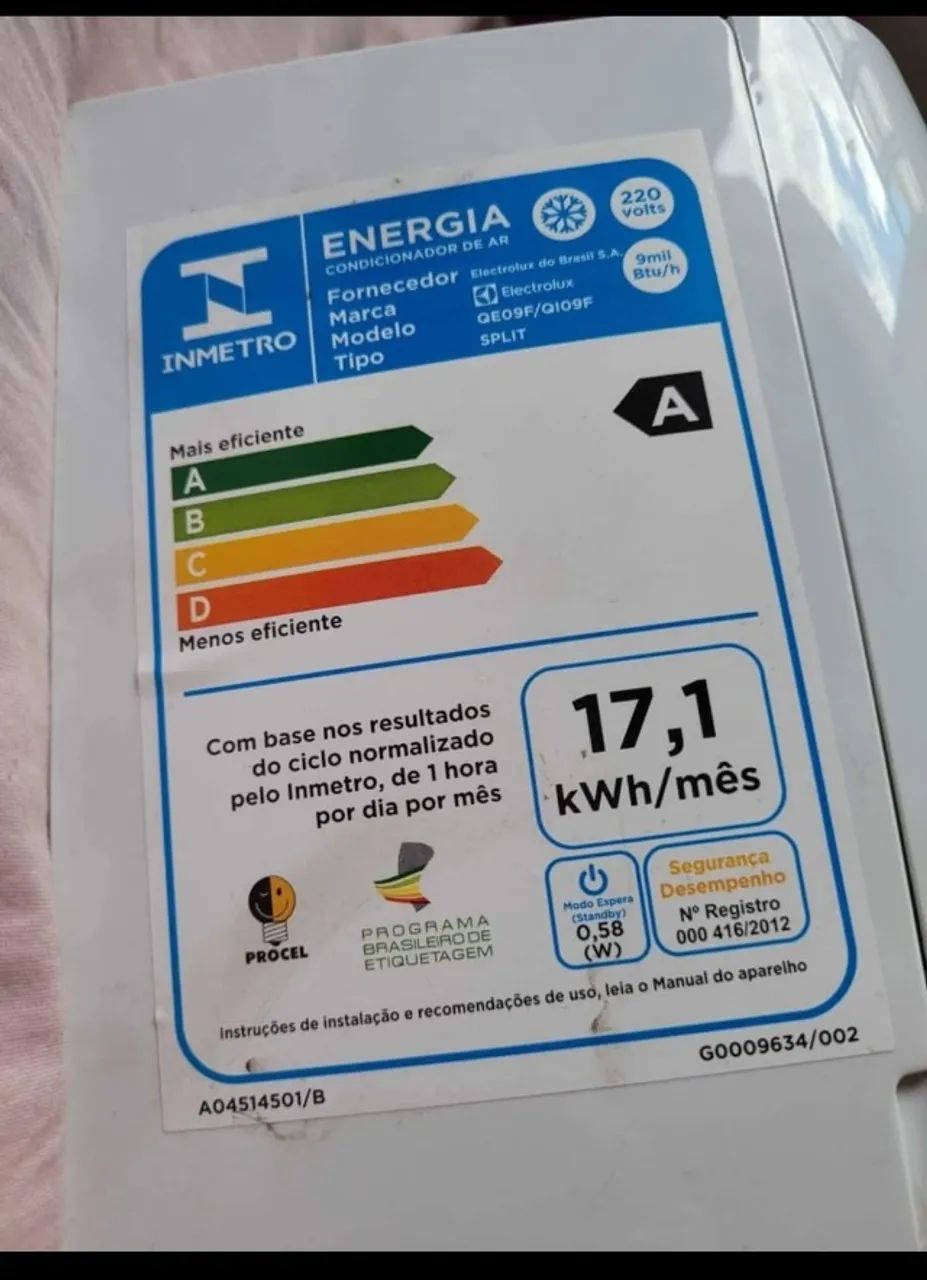 INMETRO
ENERGIA
CONDICIONADOR DE AR
220
volts
9mil
Btu/h
Fornecedor Electrolux do Brasil S.A.
Marca Electrolux
Modelo QE09F/QI09F
Tipo SPLIT
A
Mais eficiente
A
B
C
D
Menos eficiente
Com base nos resultados
do ciclo normalizado
pelo Inmetro, de 1 hora
por dia por mês
17,1
kWh/mês
PROCEL
PROGRAMA
BRASILEIRO DE
ETIQUETAGEM
Modo Espera
(Standby)
0,58
(W)
Segurança
Desempenho
Nº Registro
000 416/2012
Instruções de instalação e recomendações de uso, leia o Manual do aparelho
A04514501/B
G0009634/002